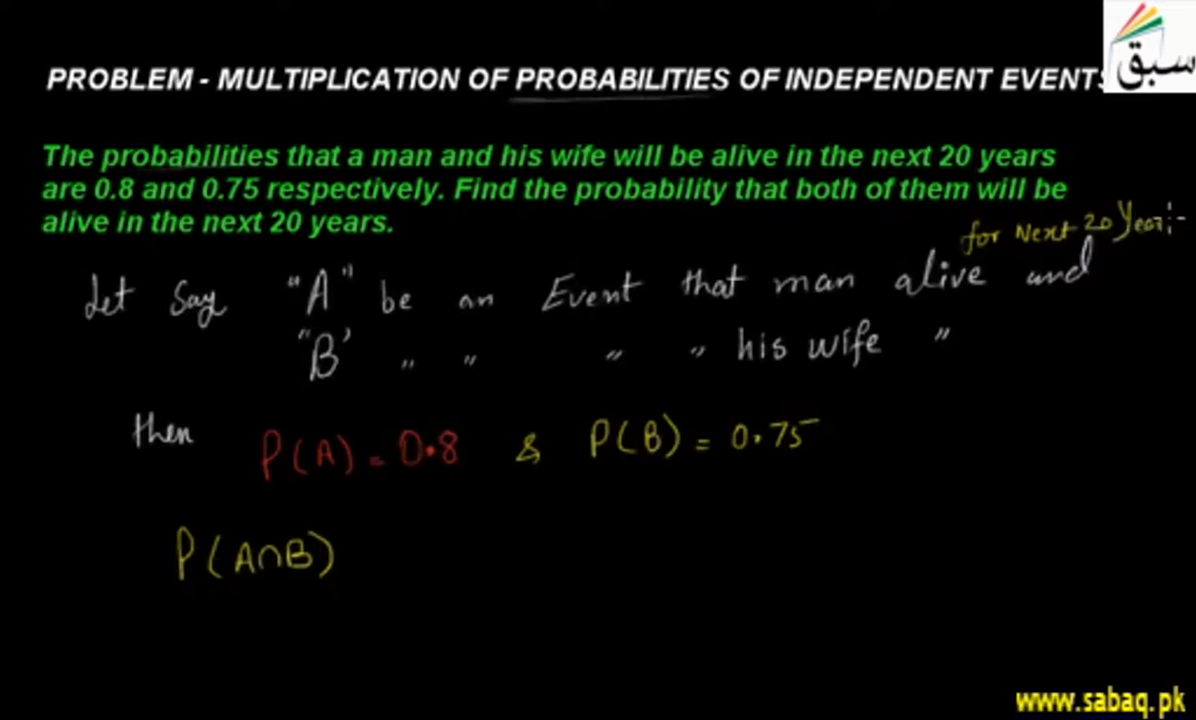 سبق
PROBLEM - MULTIPLICATION OF PROBABILITIES OF INDEPENDENT EVENTS
The probabilities that a man and his wife will be alive in the next 20 years
are 0.8 and 0.75 respectively. Find the probability that both of them will be
alive in the next 20 years.
for Next 20 Year:-
Let Say "A" be an Event that man alive and
"B' " " " " his wife "
then P(A) = 0.8 & P(B) = 0.75
P(A∩B)
www.sabaq.pk